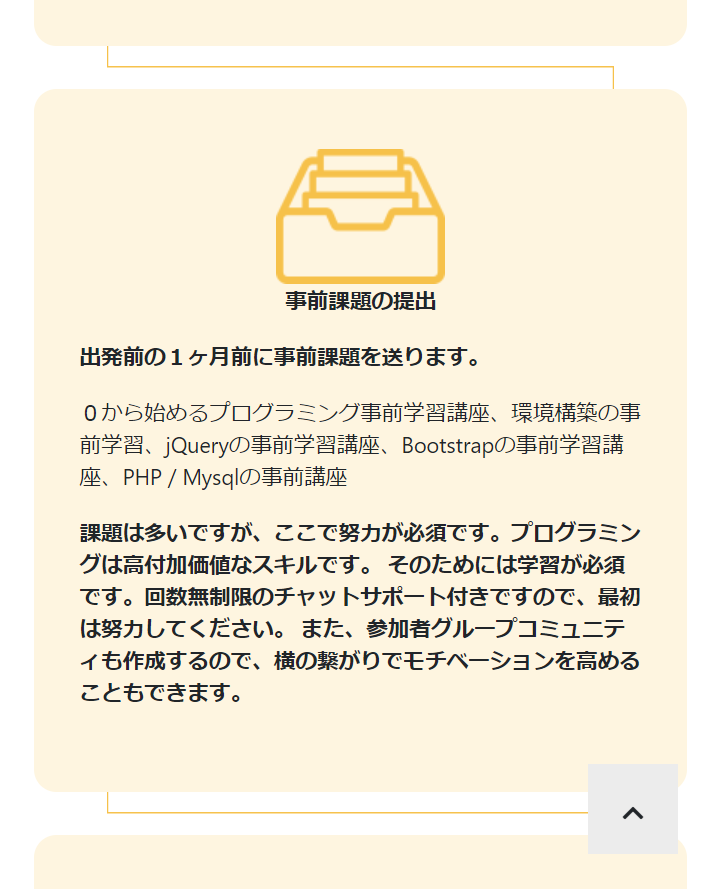 事前課題の提出
出発前の１ヶ月前に事前課題を送ります。
０から始めるプログラミング事前学習講座、環境構築の事
前学習、jQueryの事前学習講座、Bootstrapの事前学習講
座、PHP / Mysqlの事前講座
課題は多いですが、ここで努力が必須です。プログラミン
グは高付加価値なスキルです。 そのためには学習が必須
です。回数無制限のチャットサポート付きですので、最初
は努力してください。 また、参加者グループコミュニテ
ィも作成するので、横の繋がりでモチベーションを高める
こともできます。